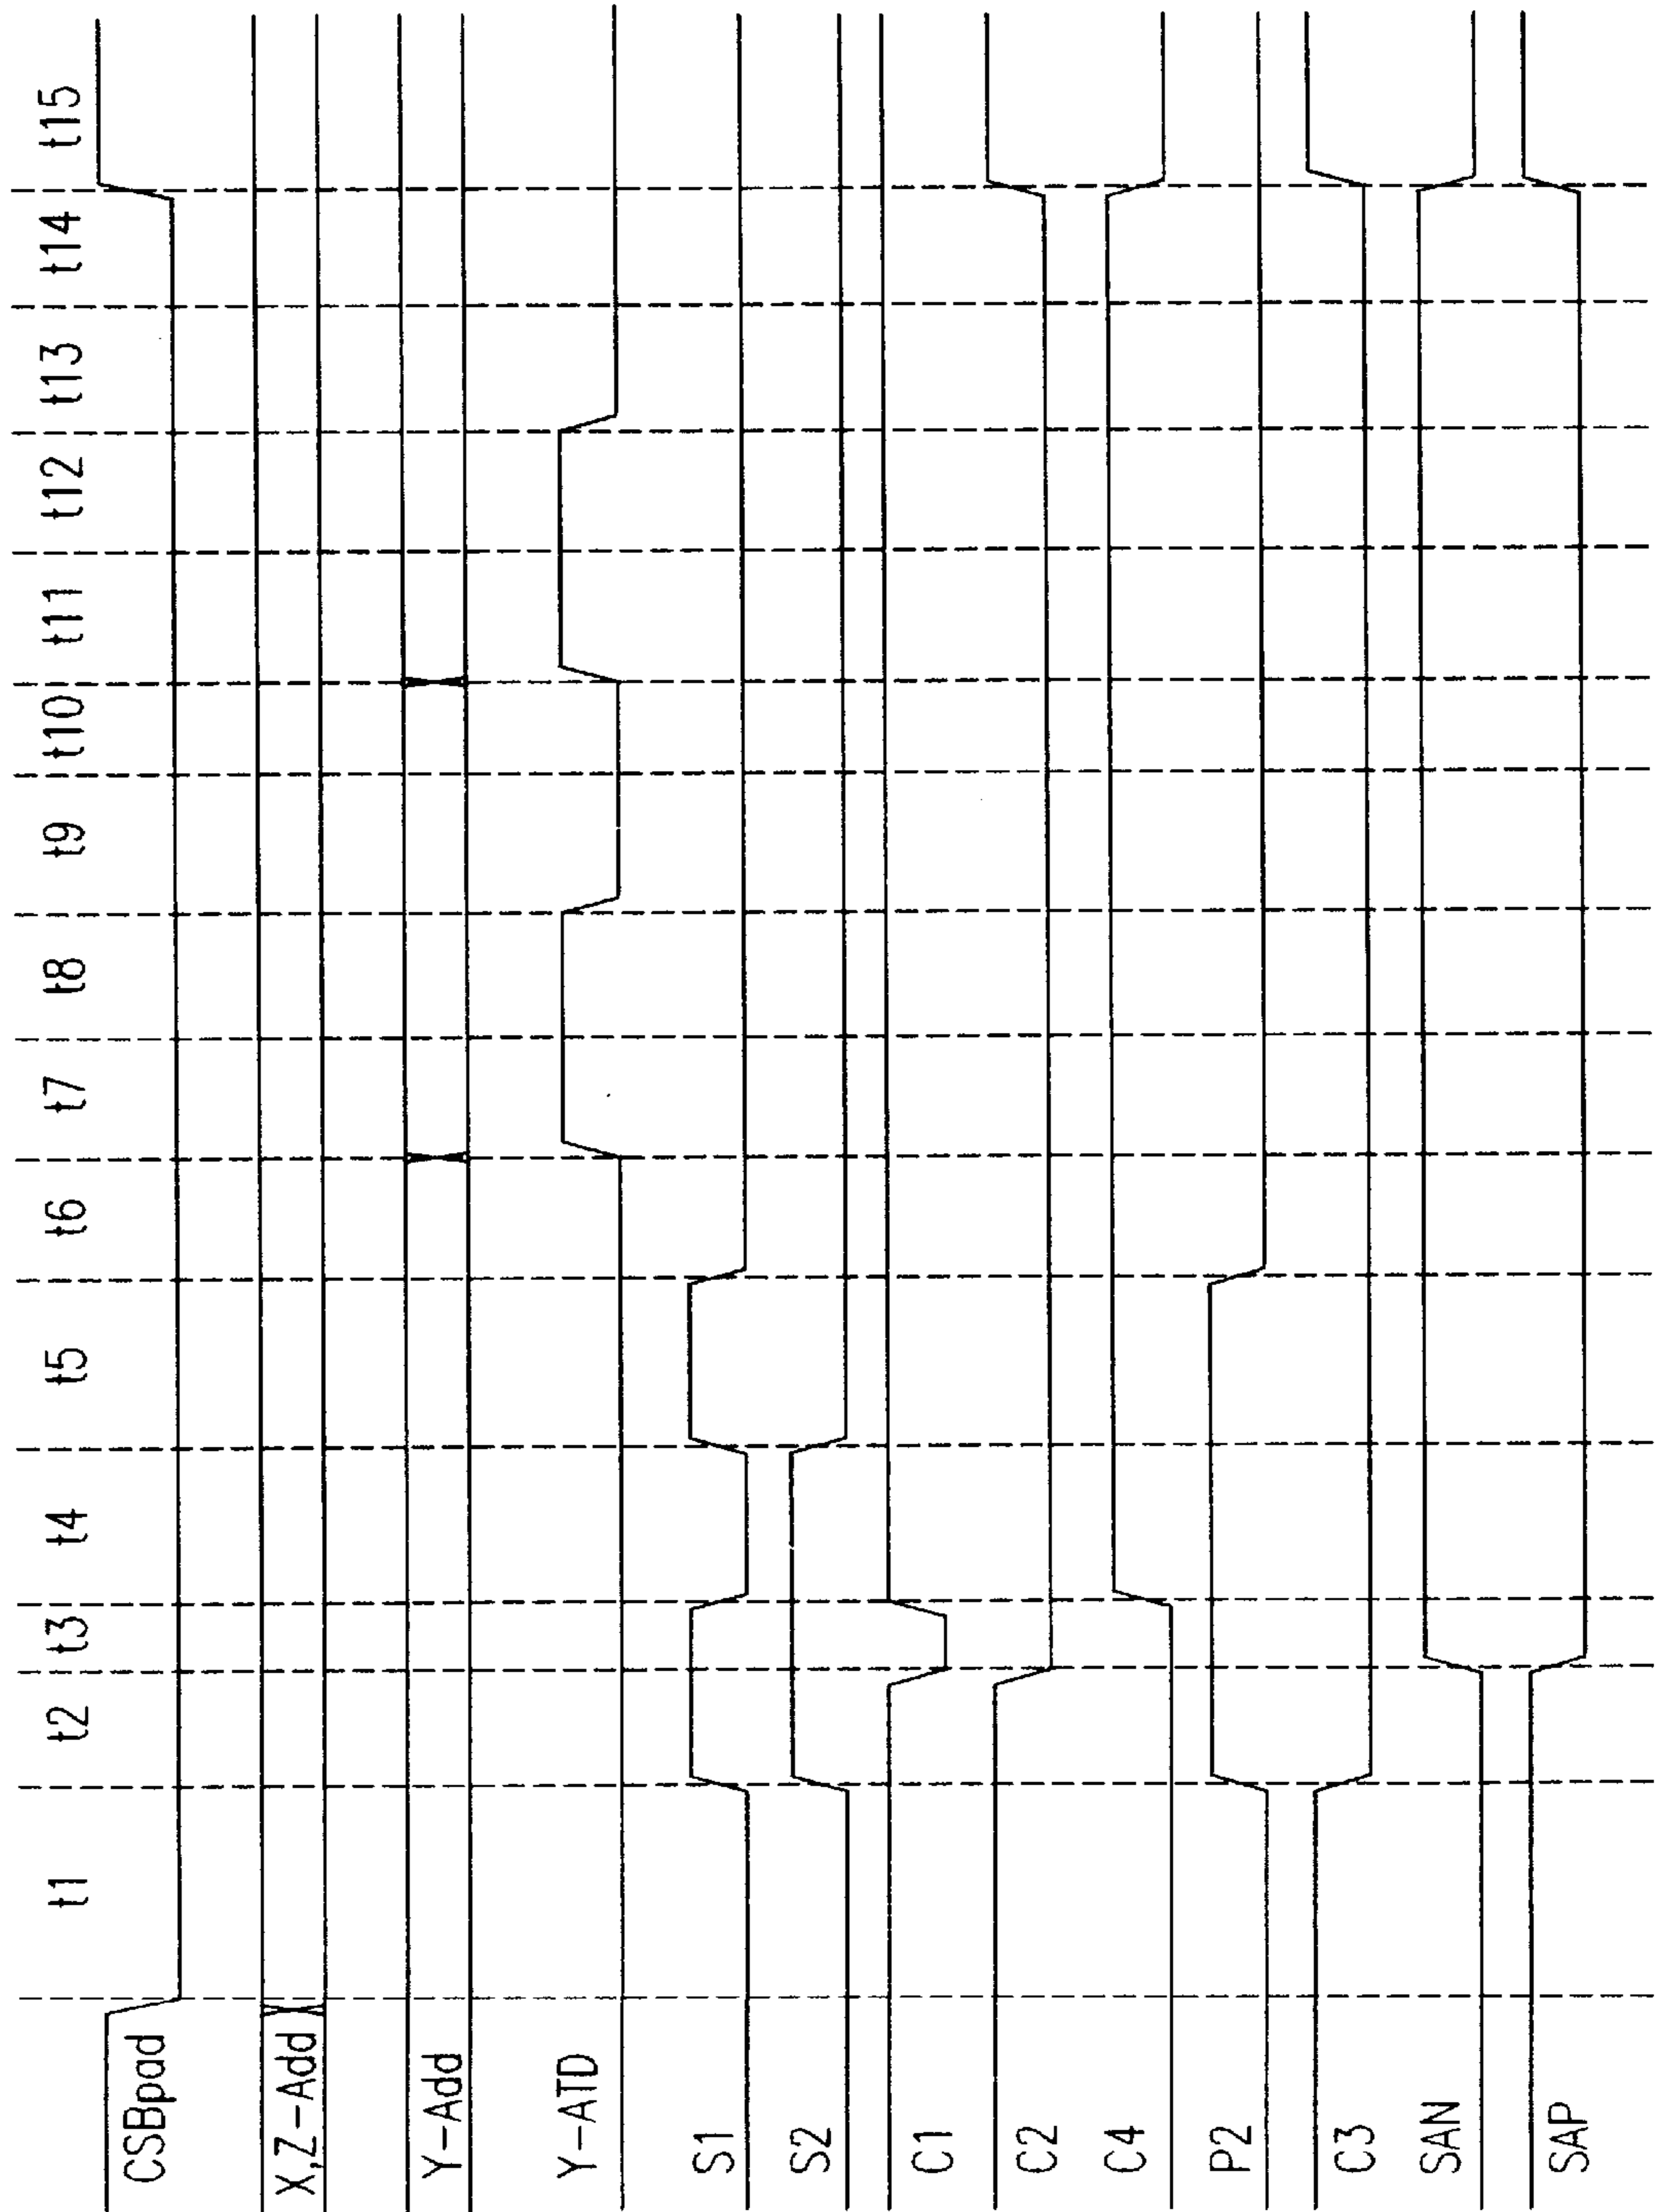 t1 t2 t3 t4 t5 t6 t7 t8 t9 t10 t11 t12 t13 t14 t15
CSBpad
X,Z-Add
Y-Add
Y-ATD
S1
S2
C1
C2
C4
P2
C3
SAN
SAP